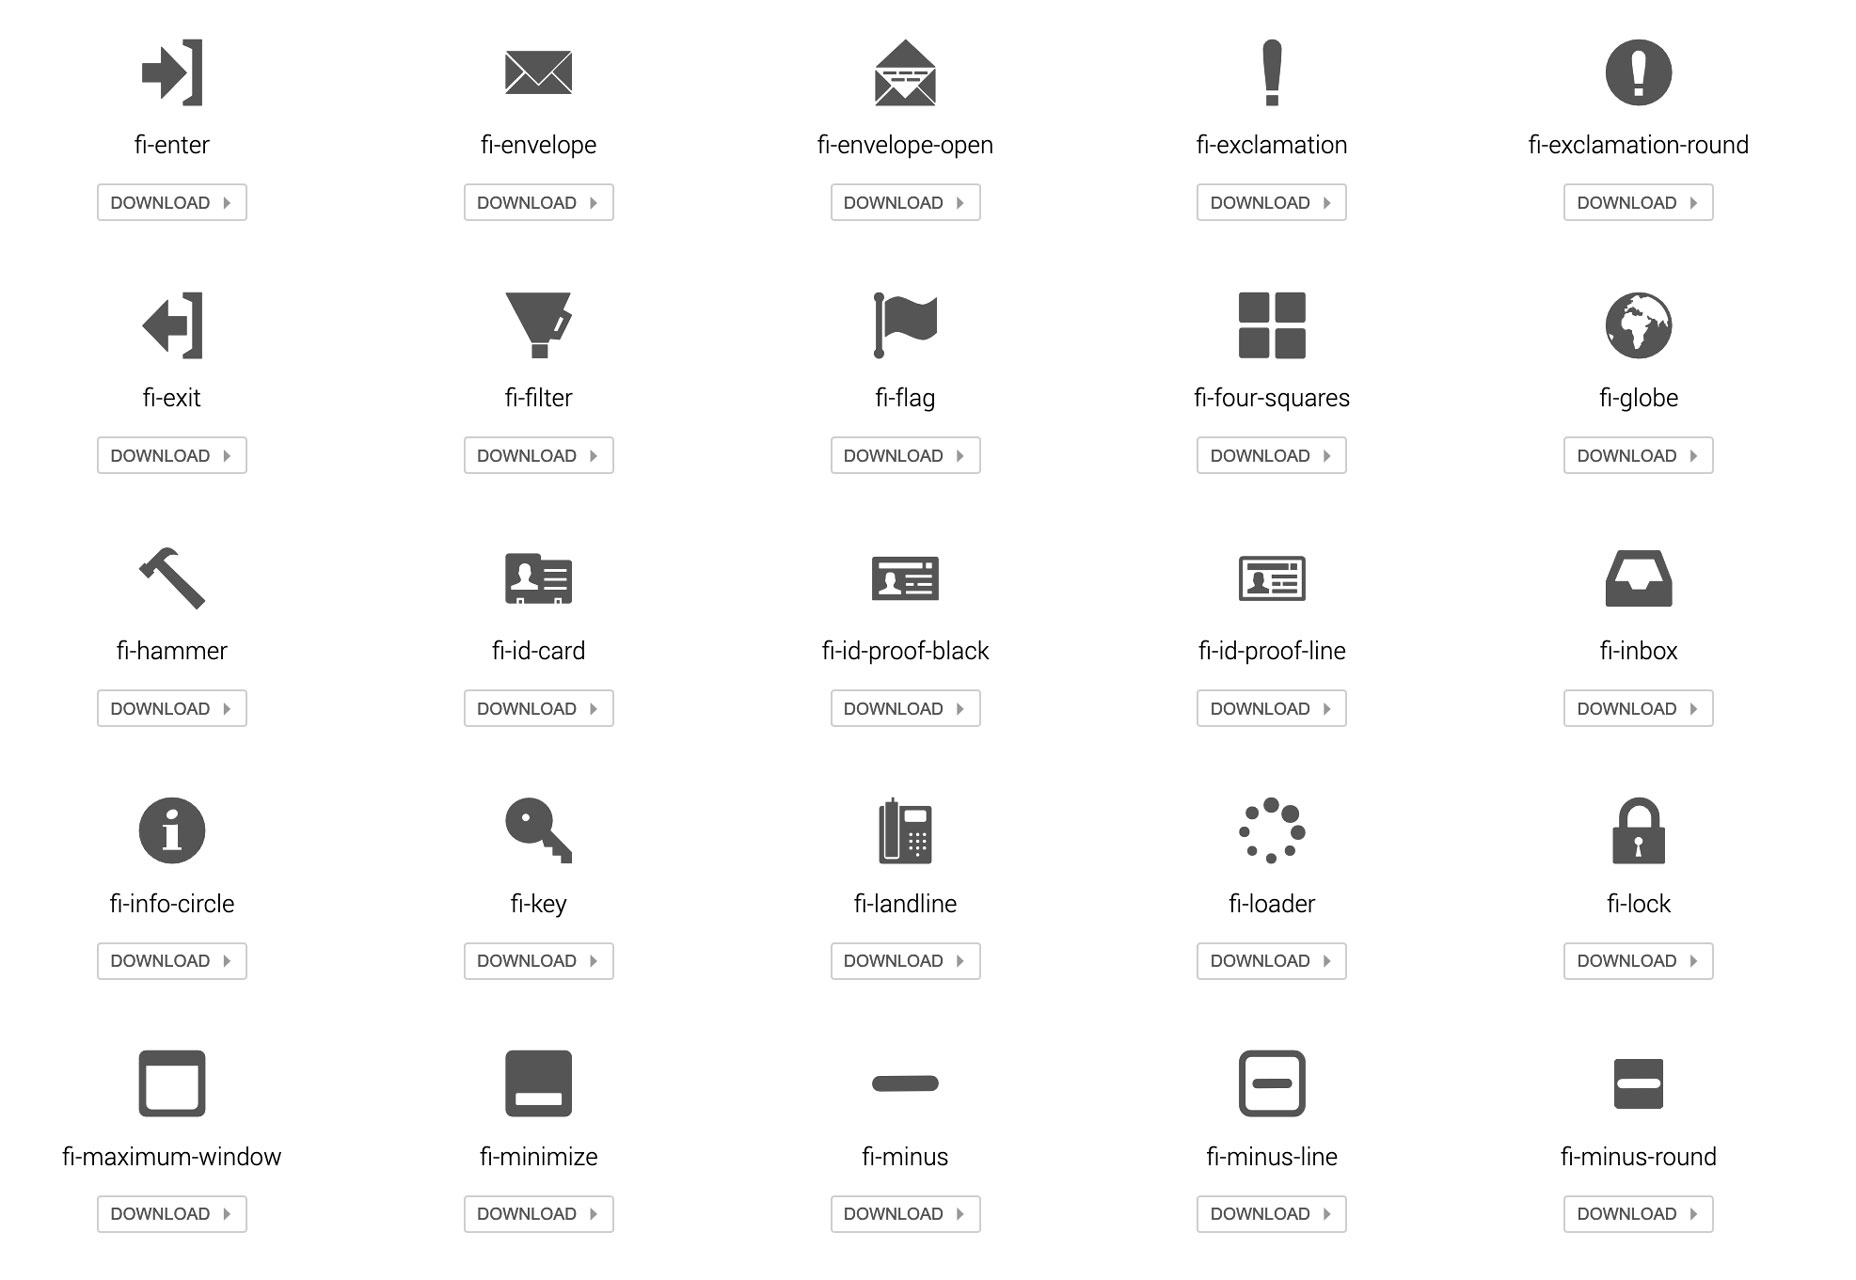 fi-enter fi-envelope fi-envelope-open fi-exclamation fi-exclamation-round
DOWNLOAD DOWNLOAD DOWNLOAD DOWNLOAD DOWNLOAD
fi-exit fi-filter fi-flag fi-four-squares fi-globe
DOWNLOAD DOWNLOAD DOWNLOAD DOWNLOAD DOWNLOAD
fi-hammer fi-id-card fi-id-proof-black fi-id-proof-line fi-inbox
DOWNLOAD DOWNLOAD DOWNLOAD DOWNLOAD DOWNLOAD
fi-info-circle fi-key fi-landline fi-loader fi-lock
DOWNLOAD DOWNLOAD DOWNLOAD DOWNLOAD DOWNLOAD
fi-maximum-window fi-minimize fi-minus fi-minus-line fi-minus-round
DOWNLOAD DOWNLOAD DOWNLOAD DOWNLOAD DOWNLOAD